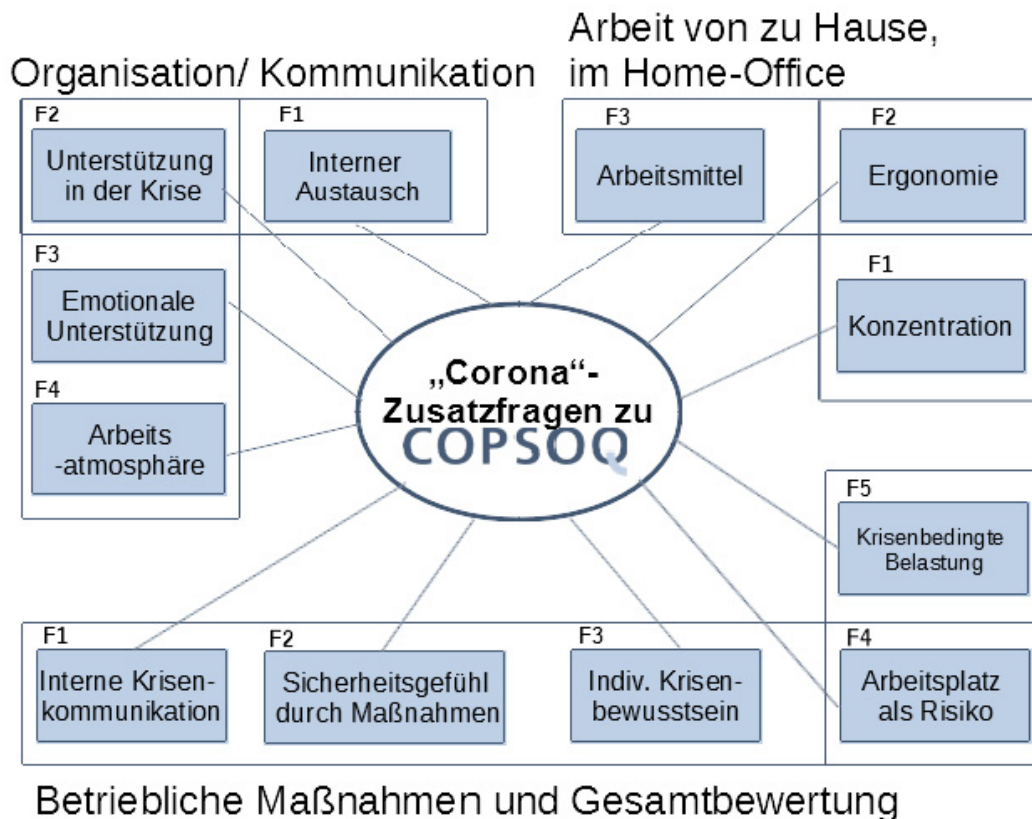 Organisation/ Kommunikation
F2
Unterstützung
in der Krise
F1
Interner
Austausch
F3
Emotionale
Unterstützung
F4
Arbeits
-atmosphäre
Arbeit von zu Hause,
im Home-Office
F3
Arbeitsmittel
F2
Ergonomie
F1
Konzentration
„Corona“-
Zusatzfragen zu
COPSOQ
F5
Krisenbedingte
Belastung
F1
Interne Krisen-
kommunikation
F2
Sicherheitsgefühl
durch Maßnahmen
F3
Indiv. Krisen-
bewusstsein
F4
Arbeitsplatz
als Risiko
Betriebliche Maßnahmen und Gesamtbewertung